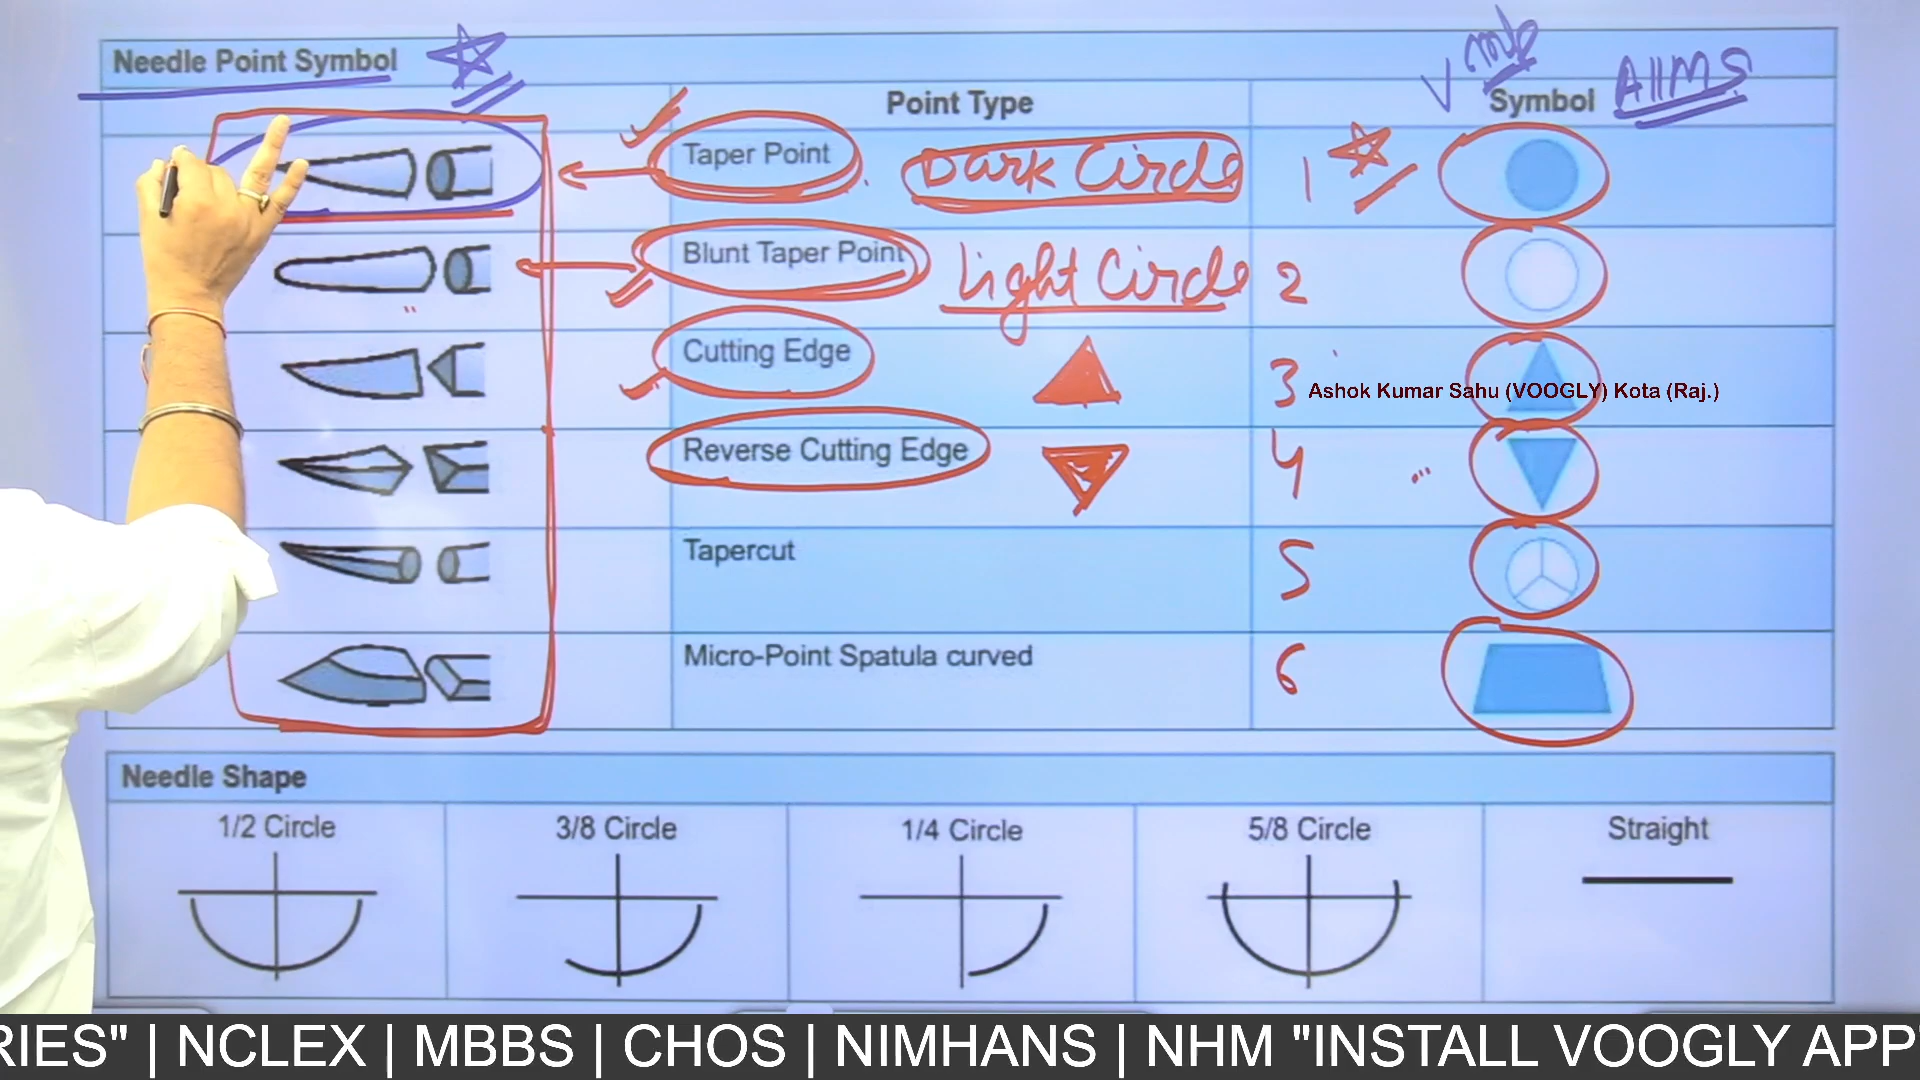 Needle Point Symbol
V Imp
AIIMS
Point Type
Symbol
Taper Point
Dark Circle
1
Blunt Taper Point
Light Circle
2
Cutting Edge
3
Ashok Kumar Sahu (VOOGLY) Kota (Raj.)
Reverse Cutting Edge
4
Tapercut
5
Micro-Point Spatula curved
6
Needle Shape
1/2 Circle
3/8 Circle
1/4 Circle
5/8 Circle
Straight
RIES" | NCLEX | MBBS | CHOS | NIMHANS | NHM "INSTALL VOOGLY APP"